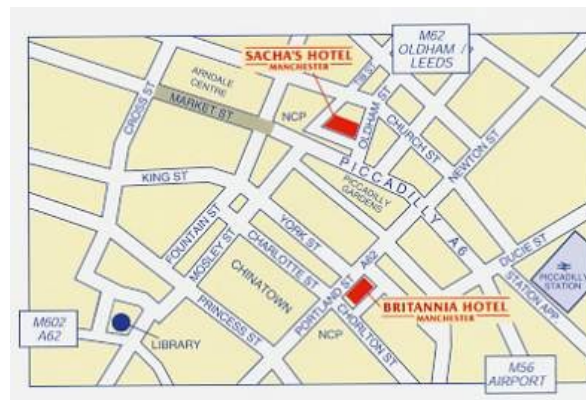 M62
OLDHAM /
LEEDS
SACHA'S HOTEL
MANCHESTER
ARNDALE
CENTRE
CROSS ST
MARKET ST
NCP
OLDHAM ST
CHURCH ST
NEWTON ST
PICCADILLY A6
PICCADILLY
GARDENS
KING ST
FOUNTAIN ST
MOSLEY ST
YORK ST
CHARLOTTE ST
CHINATOWN
A62
DUCIE ST
PICCADILLY
STATION
STATION APP
PORTLAND ST
BRITANNIA HOTEL
MANCHESTER
PRINCESS ST
CHORLTON ST
NCP
M602
A62
LIBRARY
M56
AIRPORT